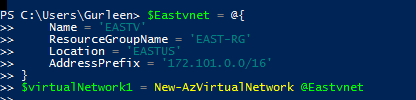 PS C:\Users\Gurleen> $Eastvnet = @{
>>     Name = 'EASTV'
>>     ResourceGroupName = 'EAST-RG'
>>     Location = 'EASTUS'
>>     AddressPrefix = '172.101.0.0/16'
>> }
>> $virtualNetwork1 = New-AzVirtualNetwork @Eastvnet